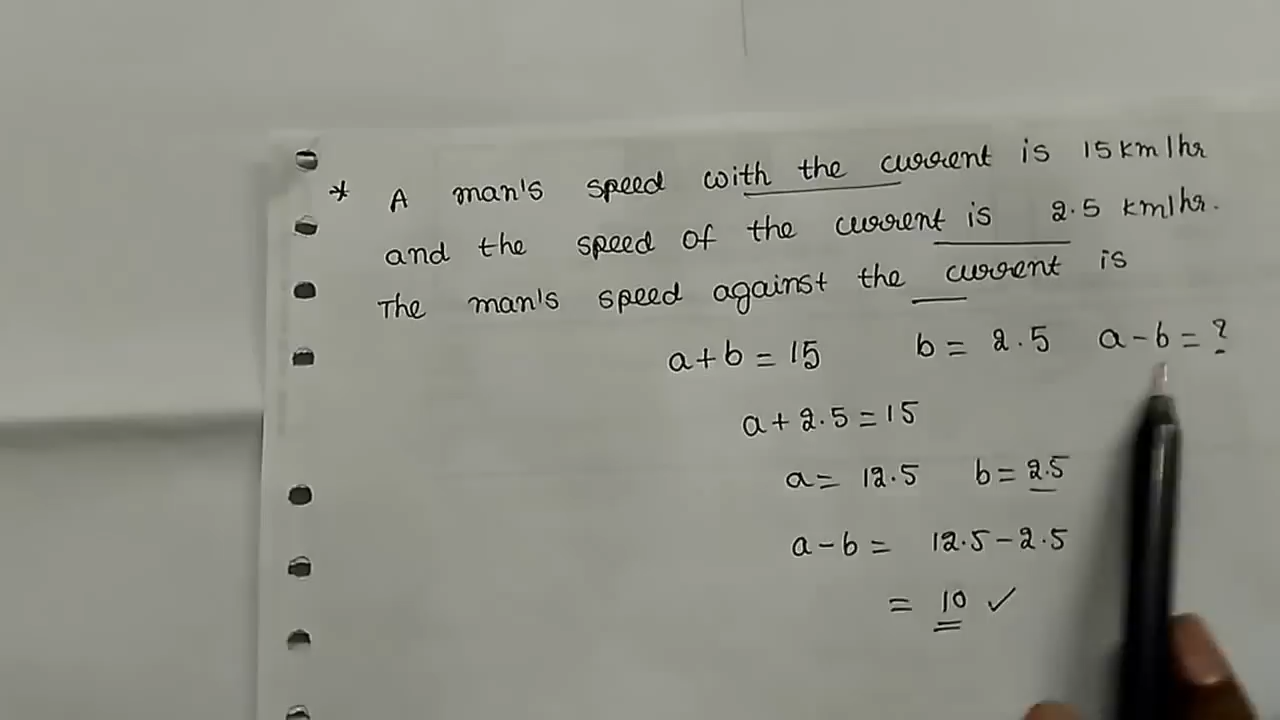 * A man's speed with the current is 15 km/hr
and the speed of the current is 2.5 km/hr.
The man's speed against the current is
a + b = 15 b = 2.5 a - b = ?
a + 2.5 = 15
a = 12.5 b = 2.5
a - b = 12.5 - 2.5
= 10 ✓